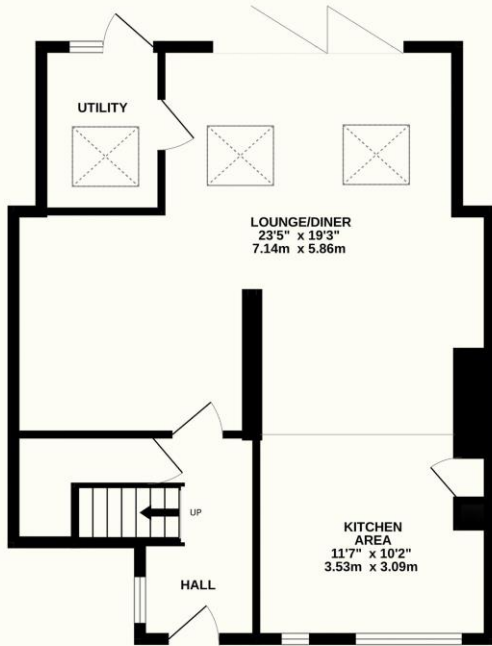 UTILITY
LOUNGE/DINER
23'5" x 19'3"
7.14m x 5.86m
UP
KITCHEN
AREA
11'7" x 10'2"
3.53m x 3.09m
HALL